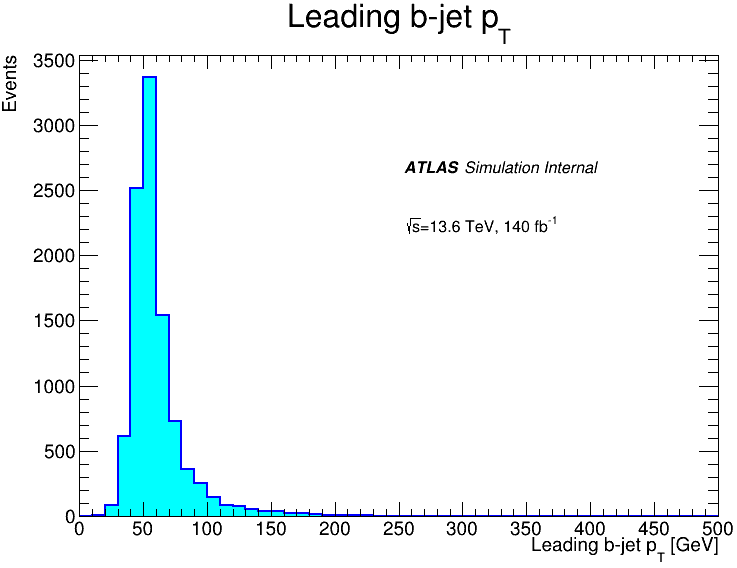 Leading b-jet p_T
Events
3500
3000
2500
2000
1500
1000
500
0
ATLAS Simulation Internal
√s=13.6 TeV, 140 fb⁻¹
0 50 100 150 200 250 300 350 400 450 500
Leading b-jet p_T [GeV]